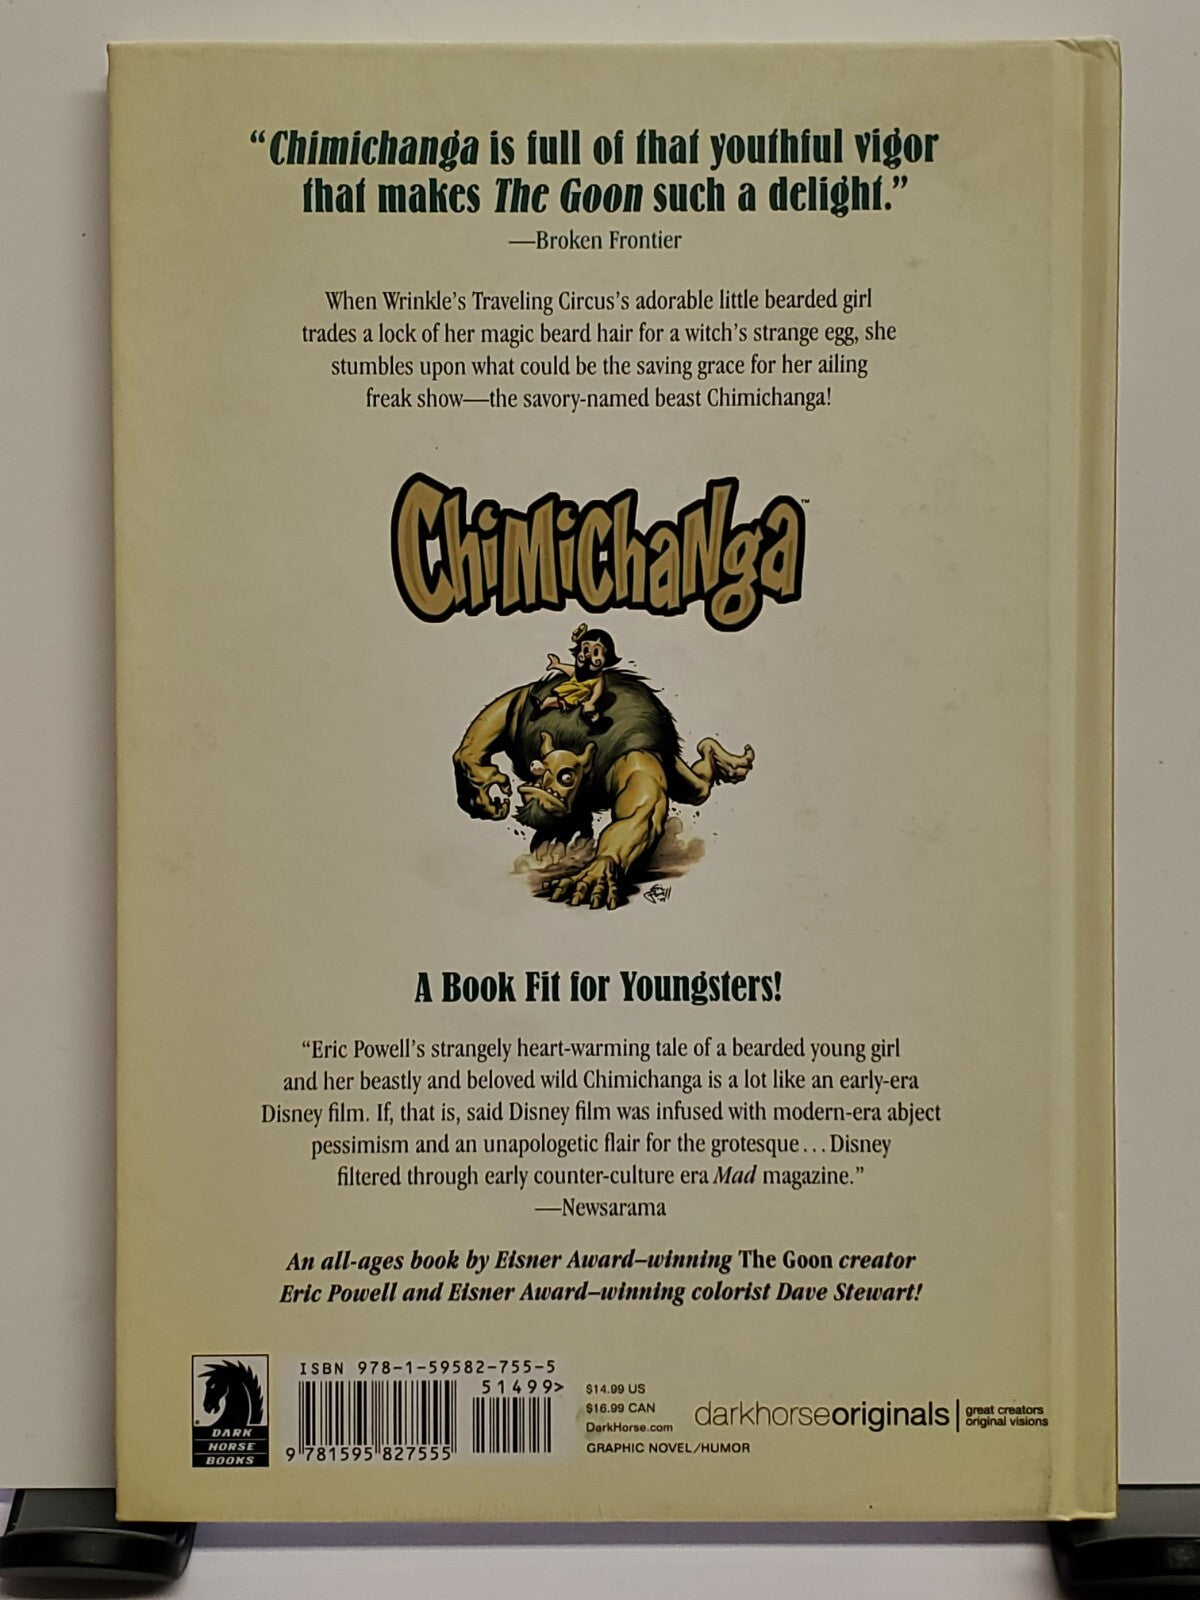 “Chimichanga is full of that youthful vigor
that makes The Goon such a delight.”
—Broken Frontier
When Wrinkle’s Traveling Circus’s adorable little bearded girl
trades a lock of her magic beard hair for a witch’s strange egg, she
stumbles upon what could be the saving grace for her ailing
freak show—the savory-named beast Chimichanga!
ChiMiChaNga™
A Book Fit for Youngsters!
“Eric Powell’s strangely heart-warming tale of a bearded young girl
and her beastly and beloved wild Chimichanga is a lot like an early-era
Disney film. If, that is, said Disney film was infused with modern-era abject
pessimism and an unapologetic flair for the grotesque . . . Disney
filtered through early counter-culture era Mad magazine.”
—Newsarama
An all-ages book by Eisner Award–winning The Goon creator
Eric Powell and Eisner Award–winning colorist Dave Stewart!
DARK
HORSE
BOOKS
ISBN 978-1-59582-755-5
51499>
9 781595 827555
$14.99 US
$16.99 CAN
DarkHorse.com
GRAPHIC NOVEL/HUMOR
darkhorseoriginals
great creators
original visions